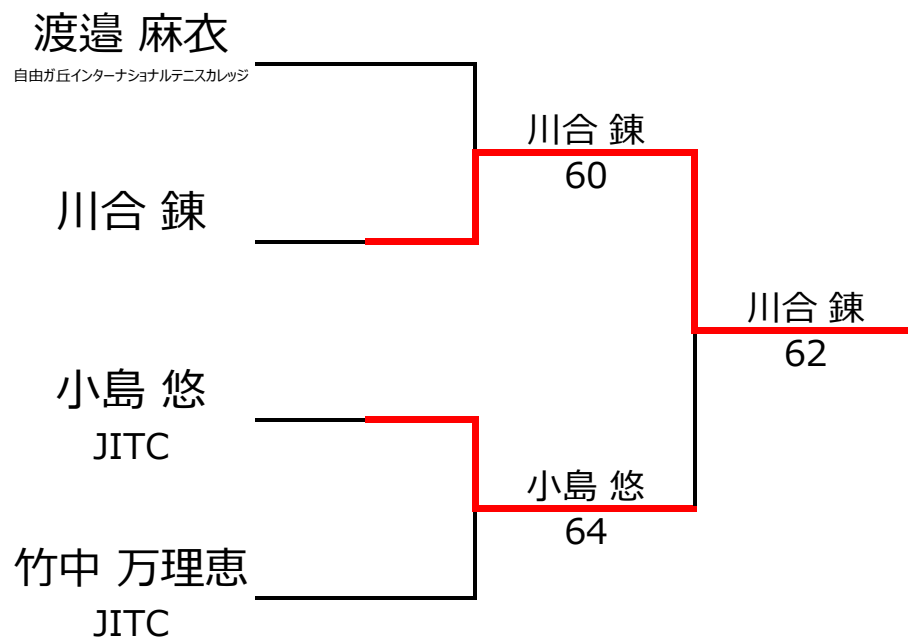 渡邉 麻衣
自由ガ丘インターナショナルテニスカレッジ
川合 錬
60
川合 錬
川合 錬
62
小島 悠
JITC
小島 悠
64
竹中 万理恵
JITC